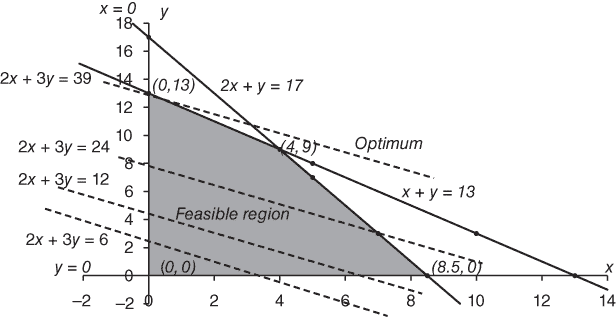 x = 0
y
18
16
2x + 3y = 39
14
(0,13)
2x + y = 17
12
10
2x + 3y = 24
(4,9)
Optimum
8
2x + 3y = 12
6
x + y = 13
4
Feasible region
2x + 3y = 6
2
y = 0
0
(0, 0)
(8.5, 0)
x
–2
–2
0
2
4
6
8
10
12
14